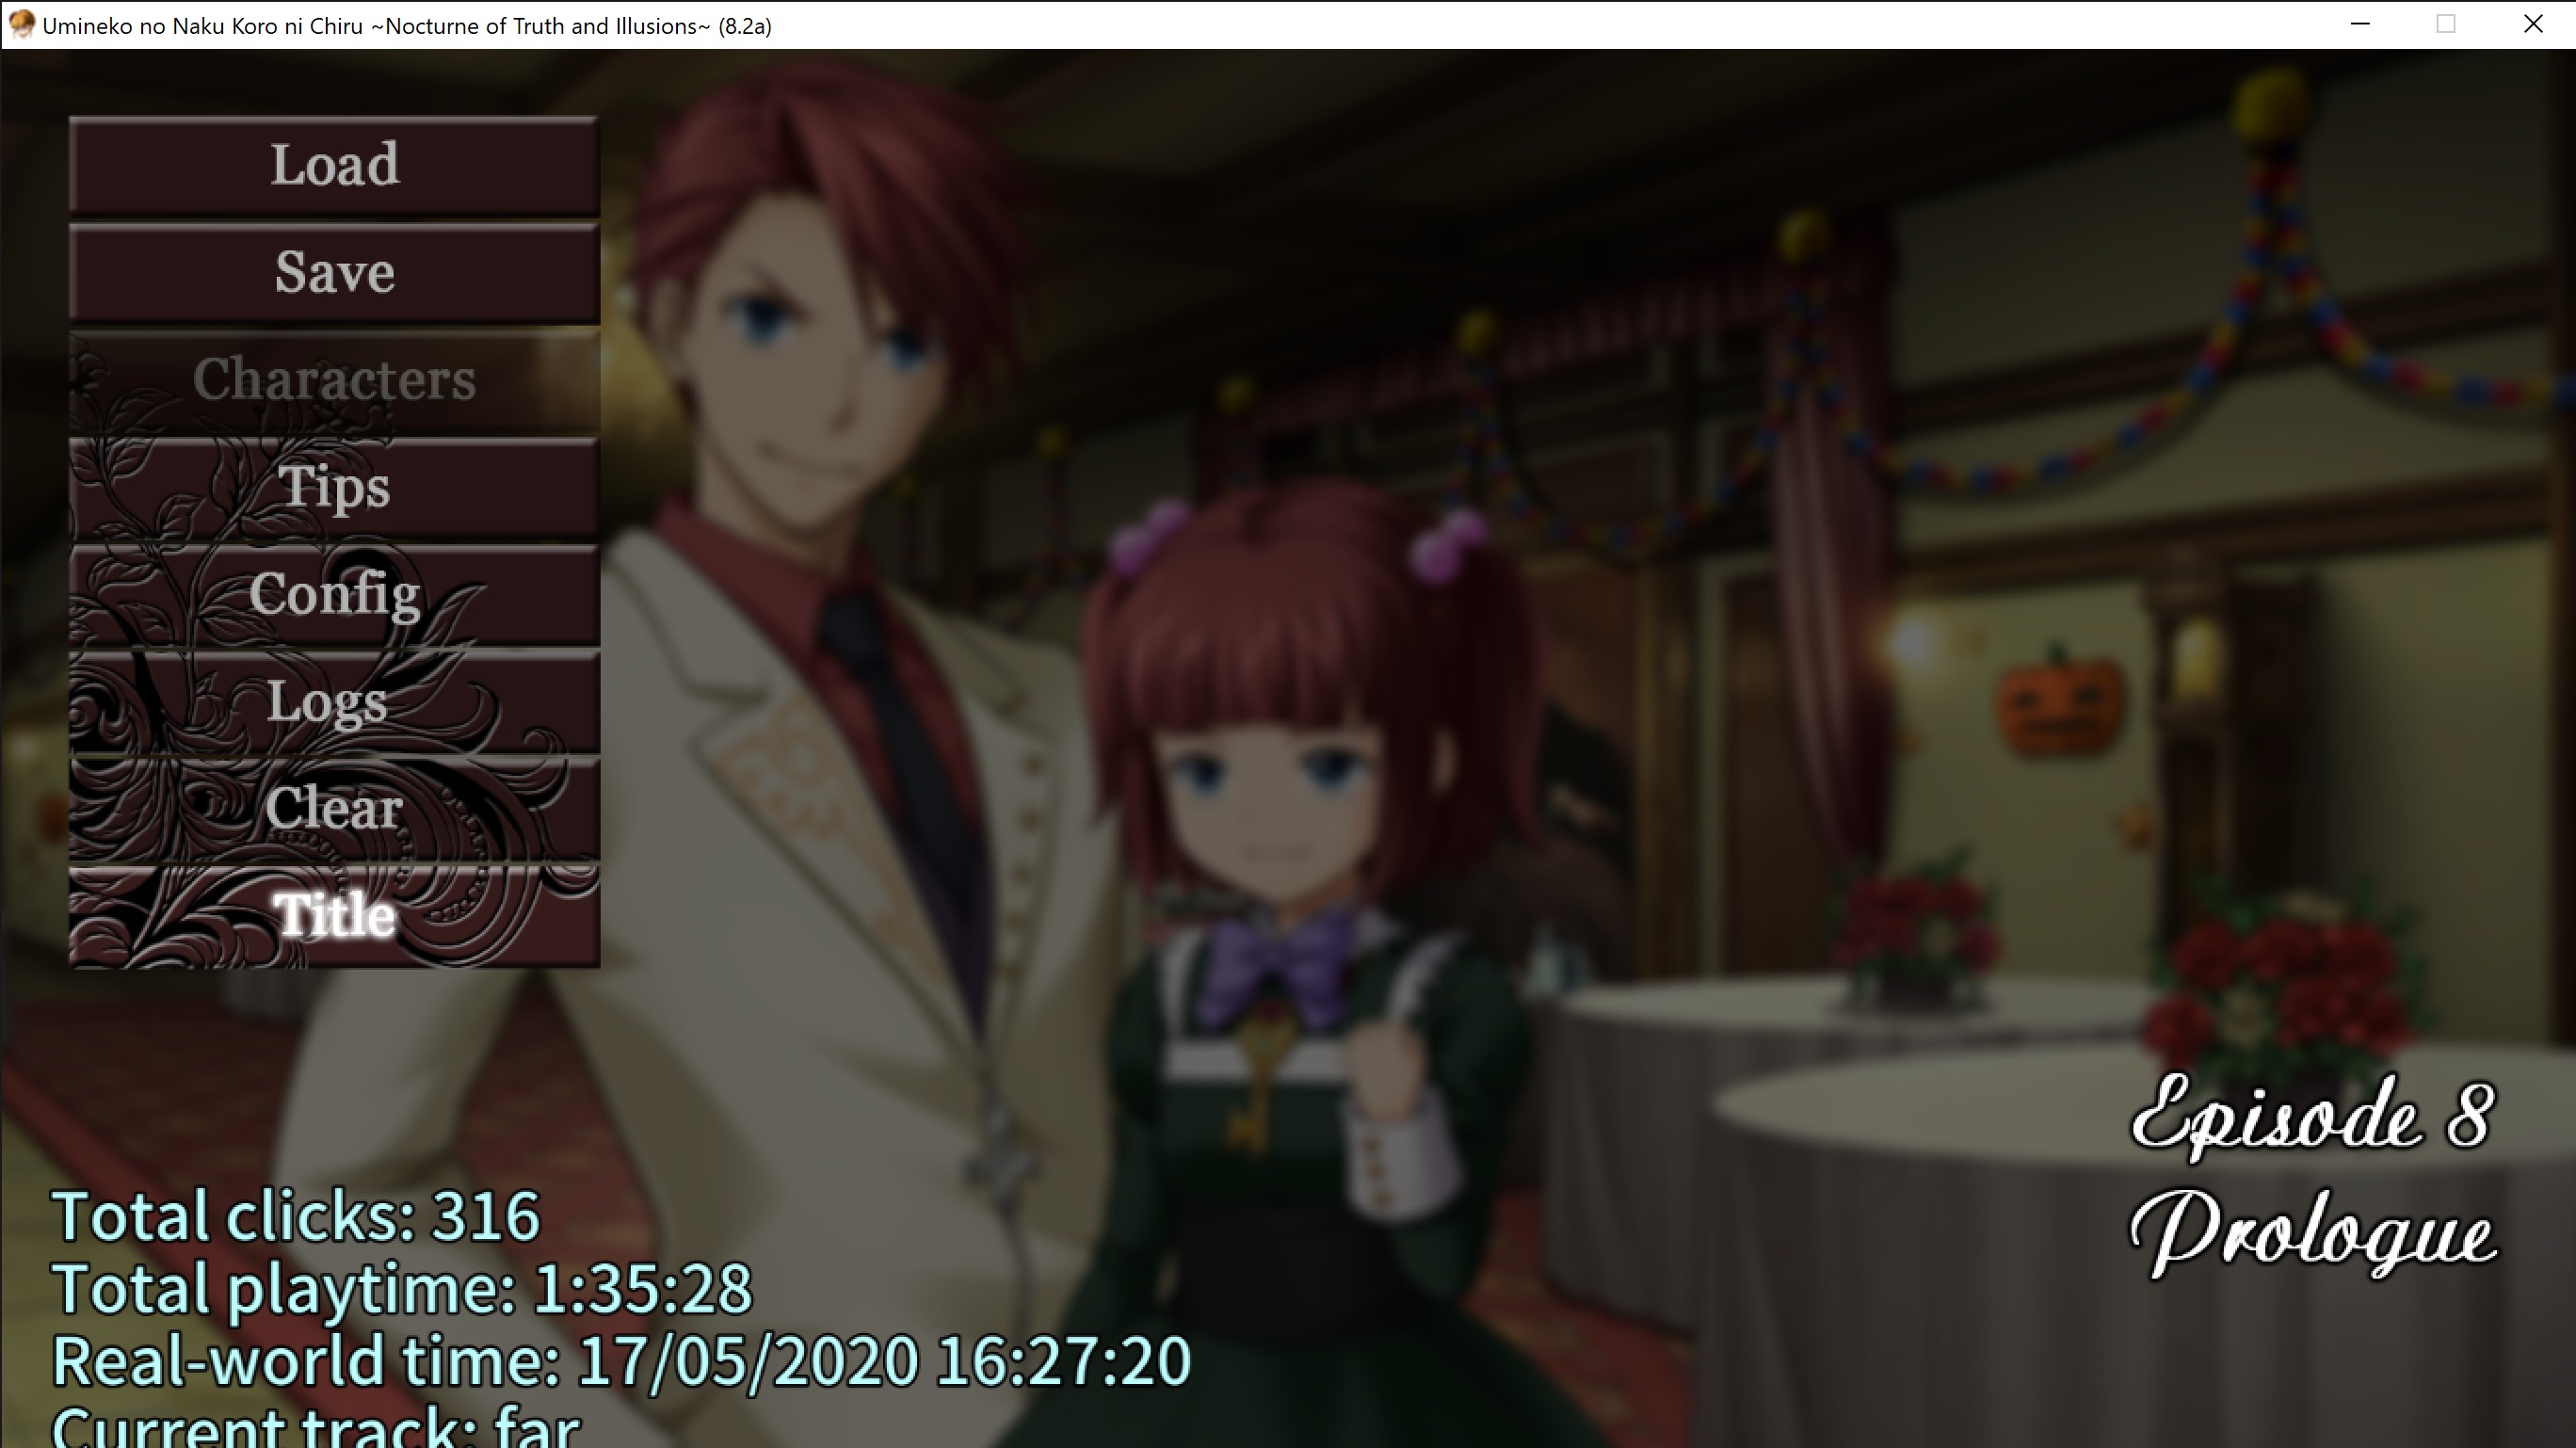 Umineko no Naku Koro ni Chiru ~Nocturne of Truth and Illusions~ (8.2a)
Load
Save
Characters
Tips
Config
Logs
Clear
Title
Episode 8
Prologue
Total clicks: 316
Total playtime: 1:35:28
Real-world time: 17/05/2020 16:27:20
Current track: far